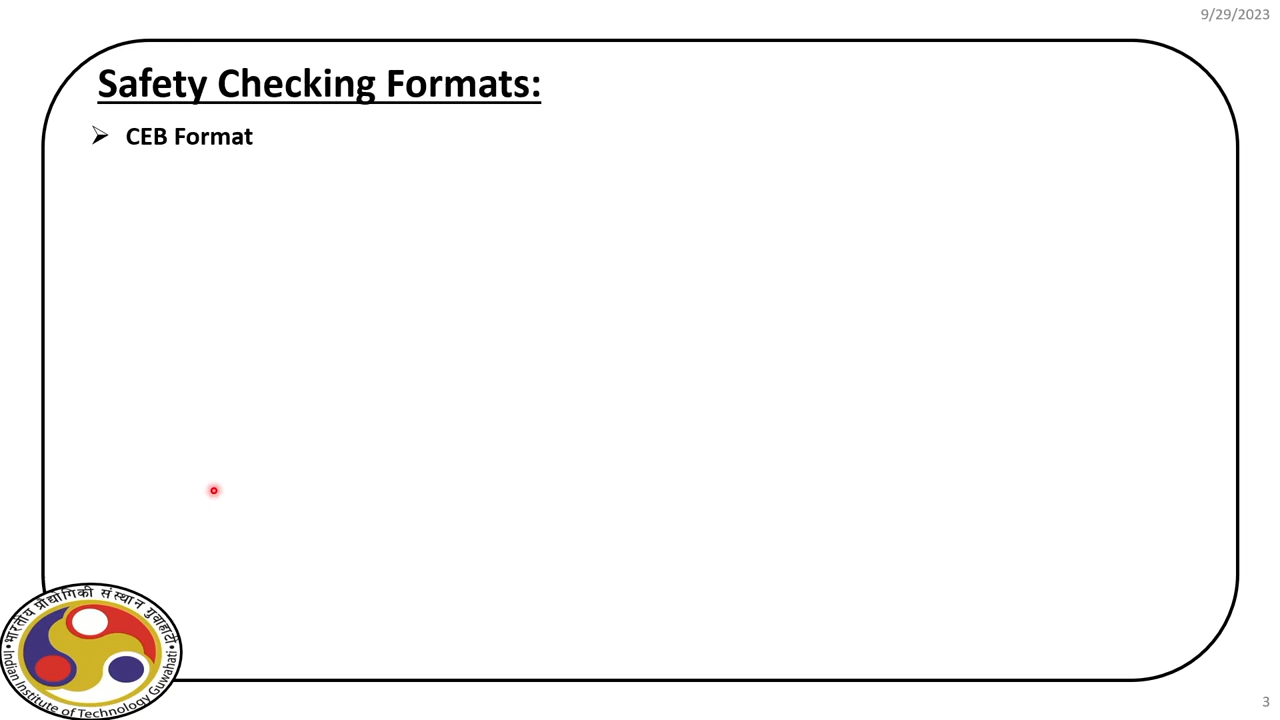 9/29/2023
Safety Checking Formats:
CEB Format
भारतीय प्रौद्योगिकी संस्थान गुवाहाटी
Indian Institute of Technology Guwahati
3